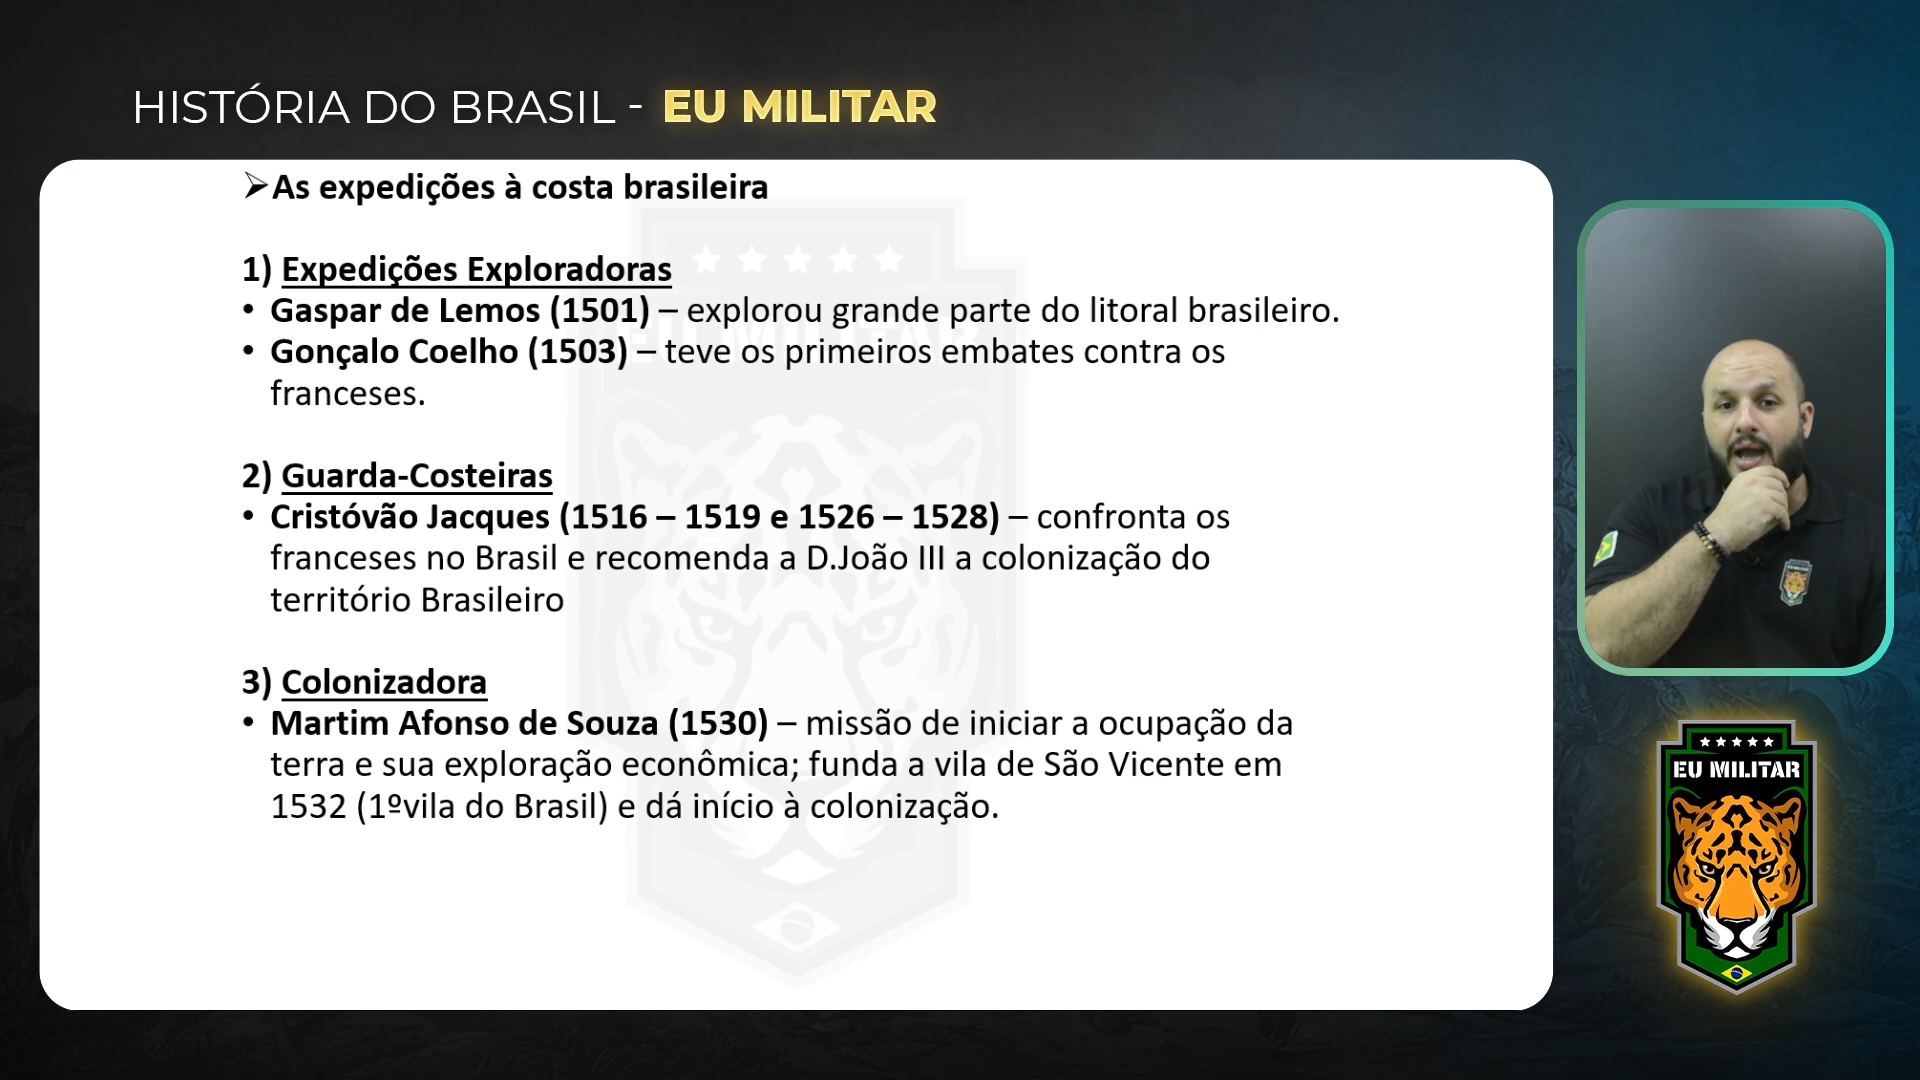 HISTÓRIA DO BRASIL - EU MILITAR
➢As expedições à costa brasileira
1) Expedições Exploradoras
• Gaspar de Lemos (1501) – explorou grande parte do litoral brasileiro.
• Gonçalo Coelho (1503) – teve os primeiros embates contra os
franceses.
2) Guarda-Costeiras
• Cristóvão Jacques (1516 – 1519 e 1526 – 1528) – confronta os
franceses no Brasil e recomenda a D.João III a colonização do
território Brasileiro
3) Colonizadora
• Martim Afonso de Souza (1530) – missão de iniciar a ocupação da
terra e sua exploração econômica; funda a vila de São Vicente em
1532 (1ºvila do Brasil) e dá início à colonização.
EU MILITAR
EU MILITAR